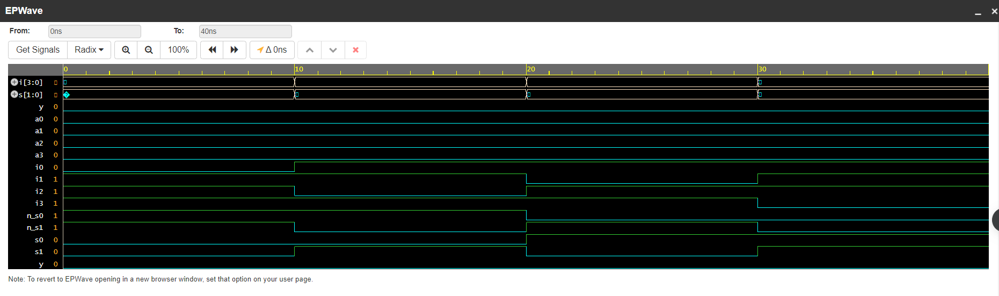 EPWave
From: 0ns To: 40ns
Get Signals Radix 100% Δ 0ns
0 10 20 30
i[3:0]
s[1:0]
y 0
a0 0
a1 0
a2 0
a3 0
i0 0
i1 1
i2 1
i3 1
n_s0 1
n_s1 1
s0 0
s1 0
y 0
Note: To revert to EPWave opening in a new browser window, set that option on your user page.